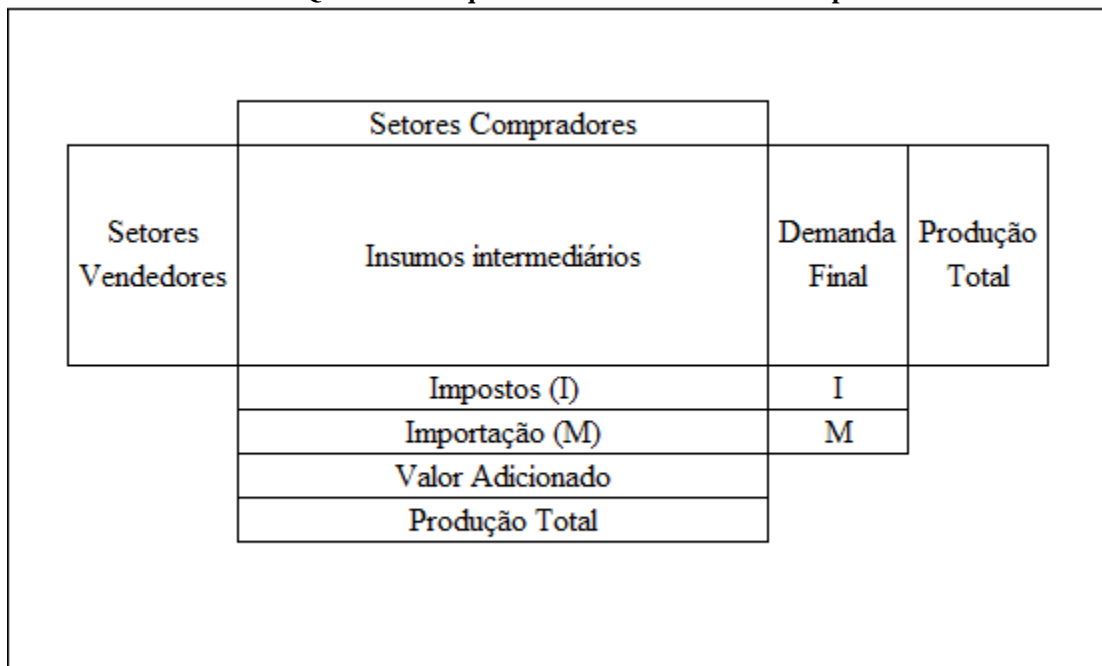 Setores Compradores
Setores
Vendedores
Insumos intermediários
Demanda
Final
Produção
Total
Impostos (I)
I
Importação (M)
M
Valor Adicionado
Produção Total